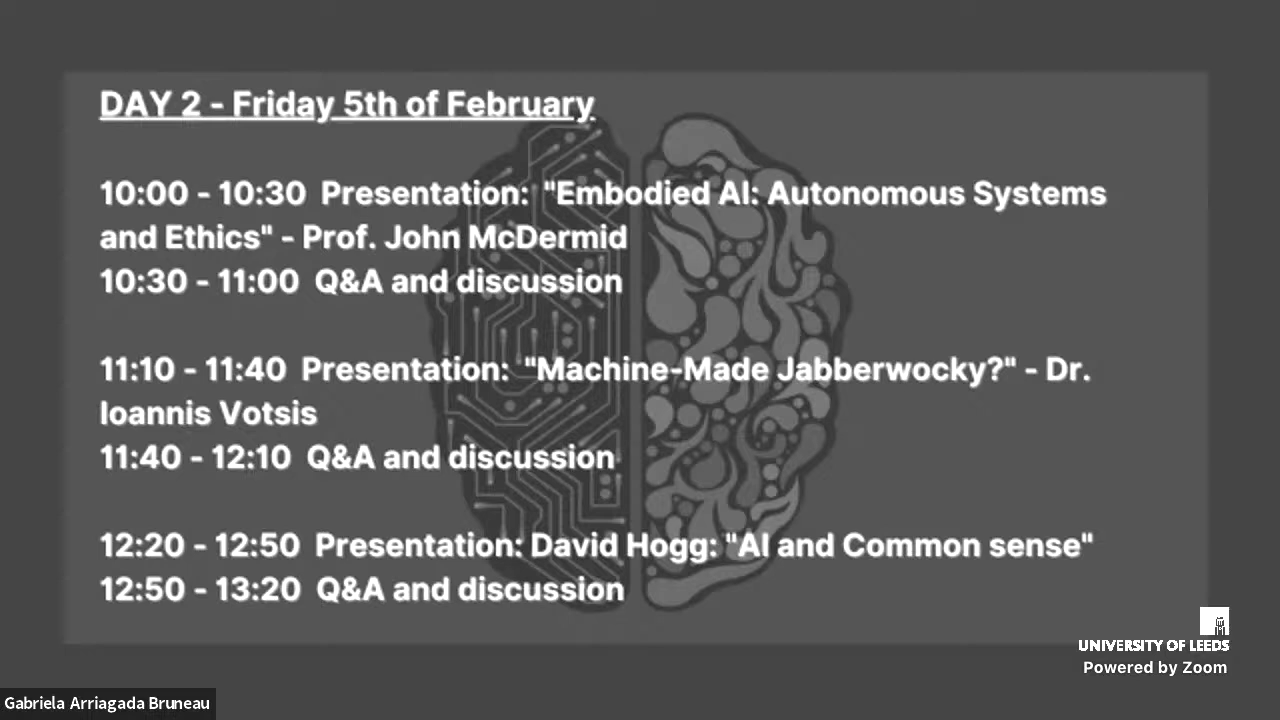 DAY 2 - Friday 5th of February
10:00 - 10:30 Presentation: "Embodied AI: Autonomous Systems
and Ethics" - Prof. John McDermid
10:30 - 11:00 Q&A and discussion
11:10 - 11:40 Presentation: "Machine-Made Jabberwocky?" - Dr.
Ioannis Votsis
11:40 - 12:10 Q&A and discussion
12:20 - 12:50 Presentation: David Hogg: "AI and Common sense"
12:50 - 13:20 Q&A and discussion
UNIVERSITY OF LEEDS
Powered by Zoom
Gabriela Arriagada Bruneau